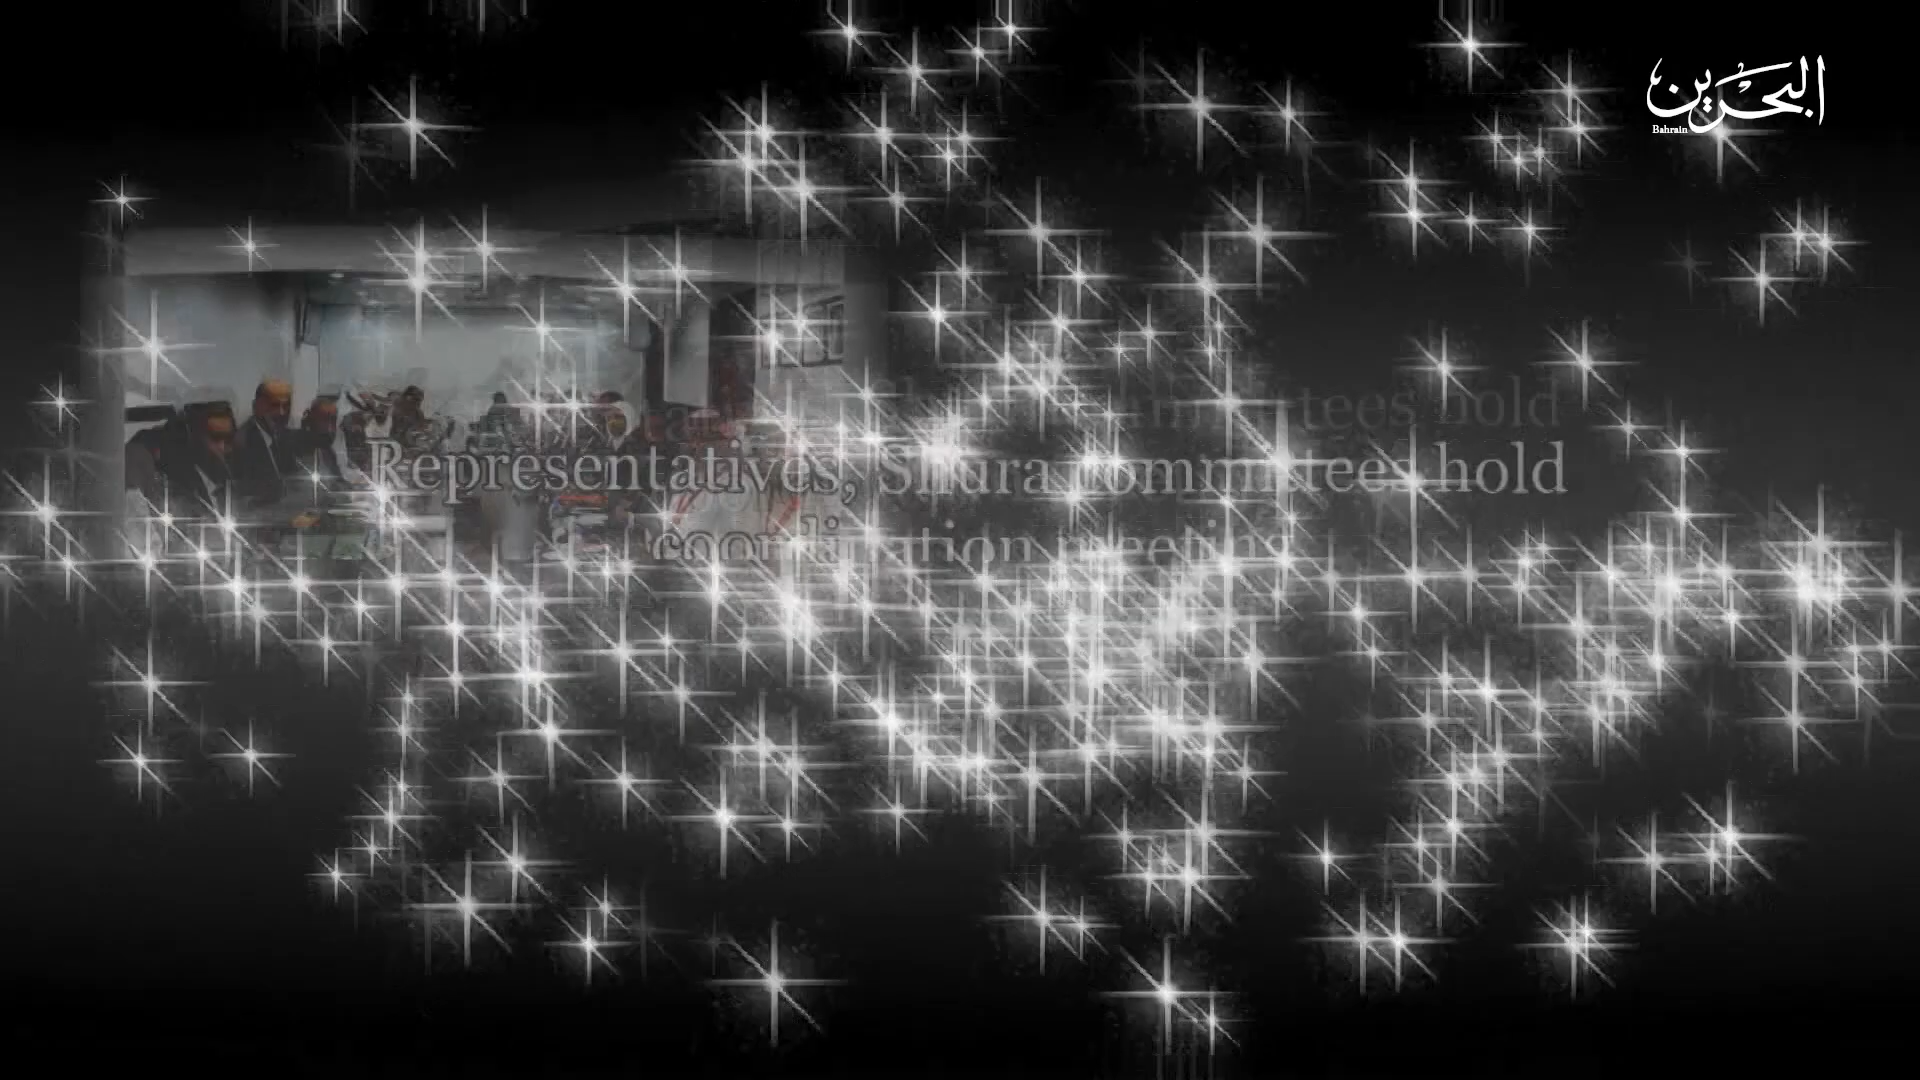 البحرين
Bahrain
Representatives, Shura committees hold
coordination meeting